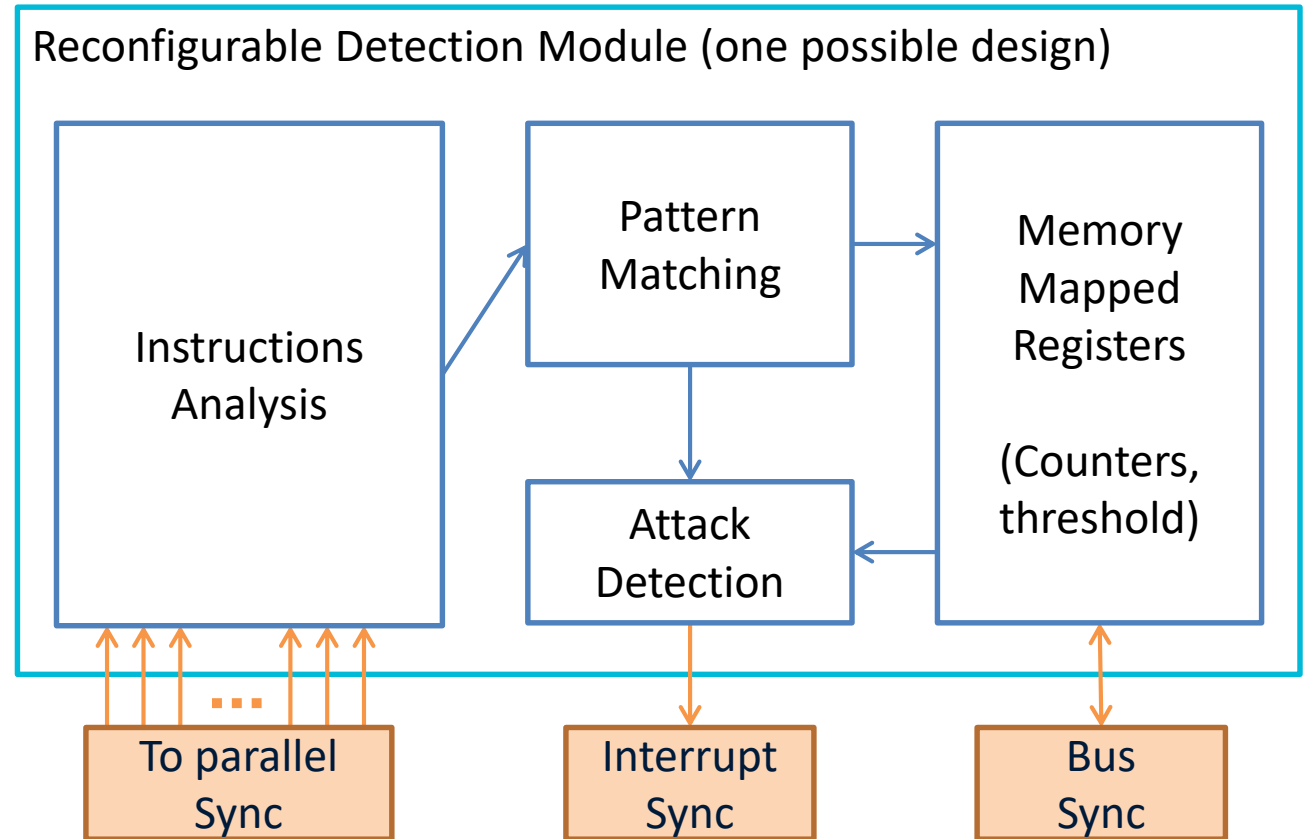 Reconfigurable Detection Module (one possible design)
Instructions
Analysis
Pattern
Matching
Memory
Mapped
Registers
(Counters,
threshold)
Attack
Detection
...
To parallel
Sync
Interrupt
Sync
Bus
Sync